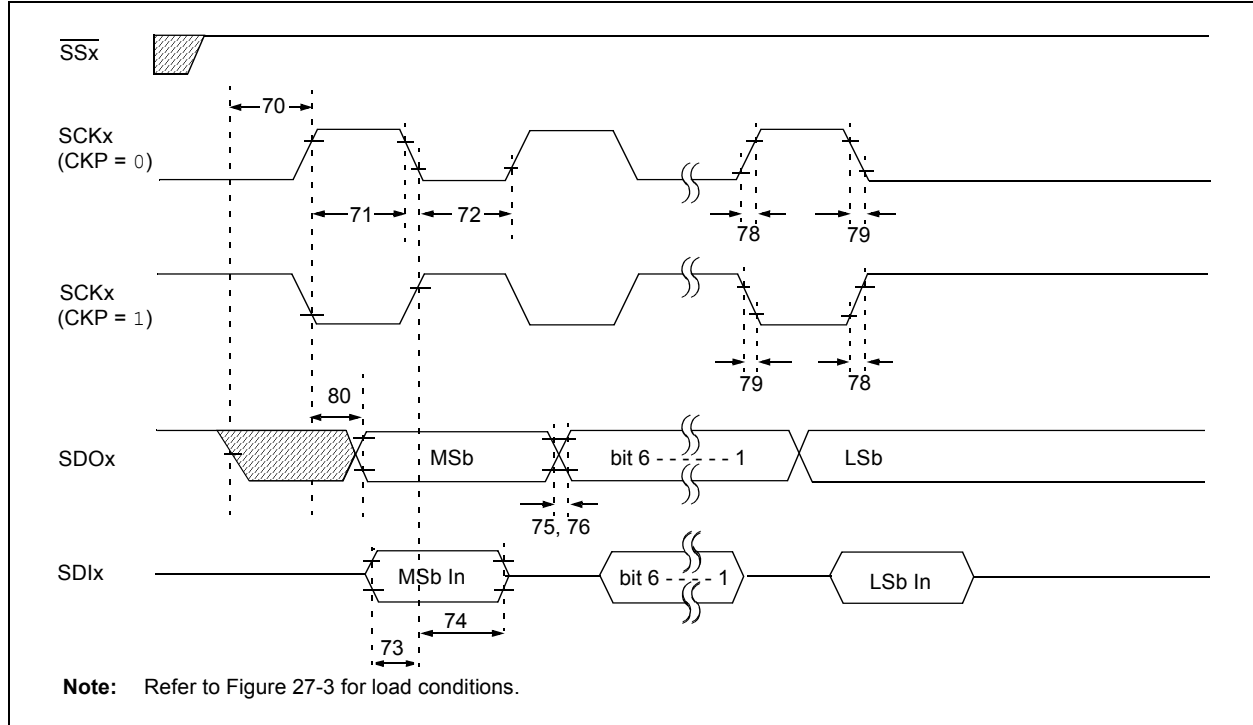 SSx
70
SCKx
(CKP = 0)
71
72
78
79
SCKx
(CKP = 1)
79
78
80
SDOx
MSb
bit 6 - - - - - - 1
LSb
75, 76
SDIx
MSb In
bit 6 - - - - 1
LSb In
74
73
Note: Refer to Figure 27-3 for load conditions.